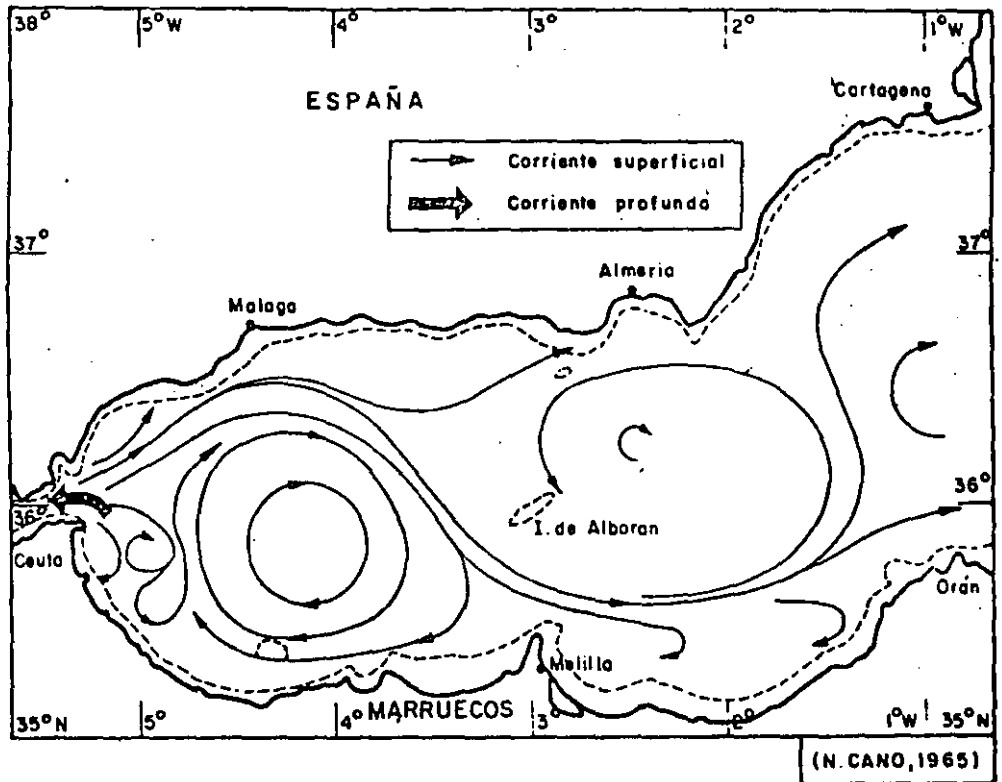 38° 5°W 4° 3° 2° 1°W
Cartagena
ESPAÑA
Corriente superficial
Corriente profunda
37° 37°
Almeria
Malaga
36° 36°
I. de Alboran
Ceuta
Orán
Melilla
MARRUECOS
35°N 5° 4° 3° 2° 1°W 35°N
(N. CANO, 1965)